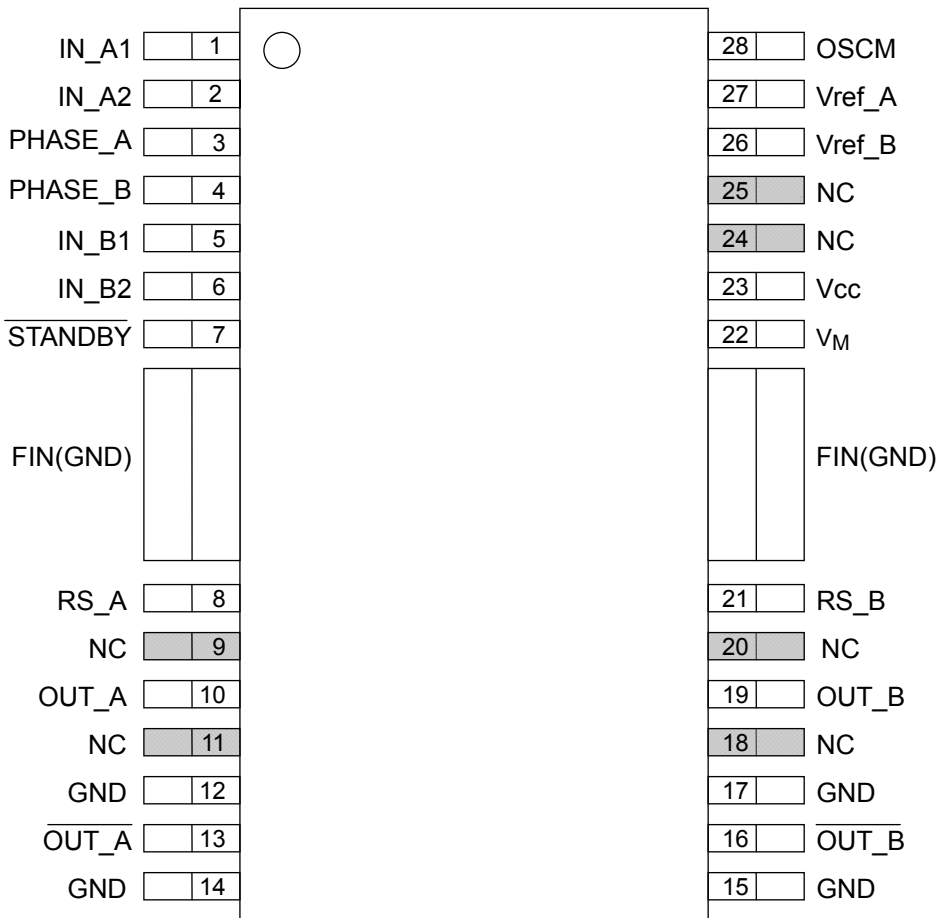 IN_A1 1 28 OSCM
IN_A2 2 27 Vref_A
PHASE_A 3 26 Vref_B
PHASE_B 4 25 NC
IN_B1 5 24 NC
IN_B2 6 23 Vcc
S̅T̅A̅N̅D̅B̅Y̅ 7 22 VM
FIN(GND) FIN(GND)
RS_A 8 21 RS_B
NC 9 20 NC
OUT_A 10 19 OUT_B
NC 11 18 NC
GND 12 17 GND
O̅U̅T̅_̅A̅ 13 16 O̅U̅T̅_̅B̅
GND 14 15 GND